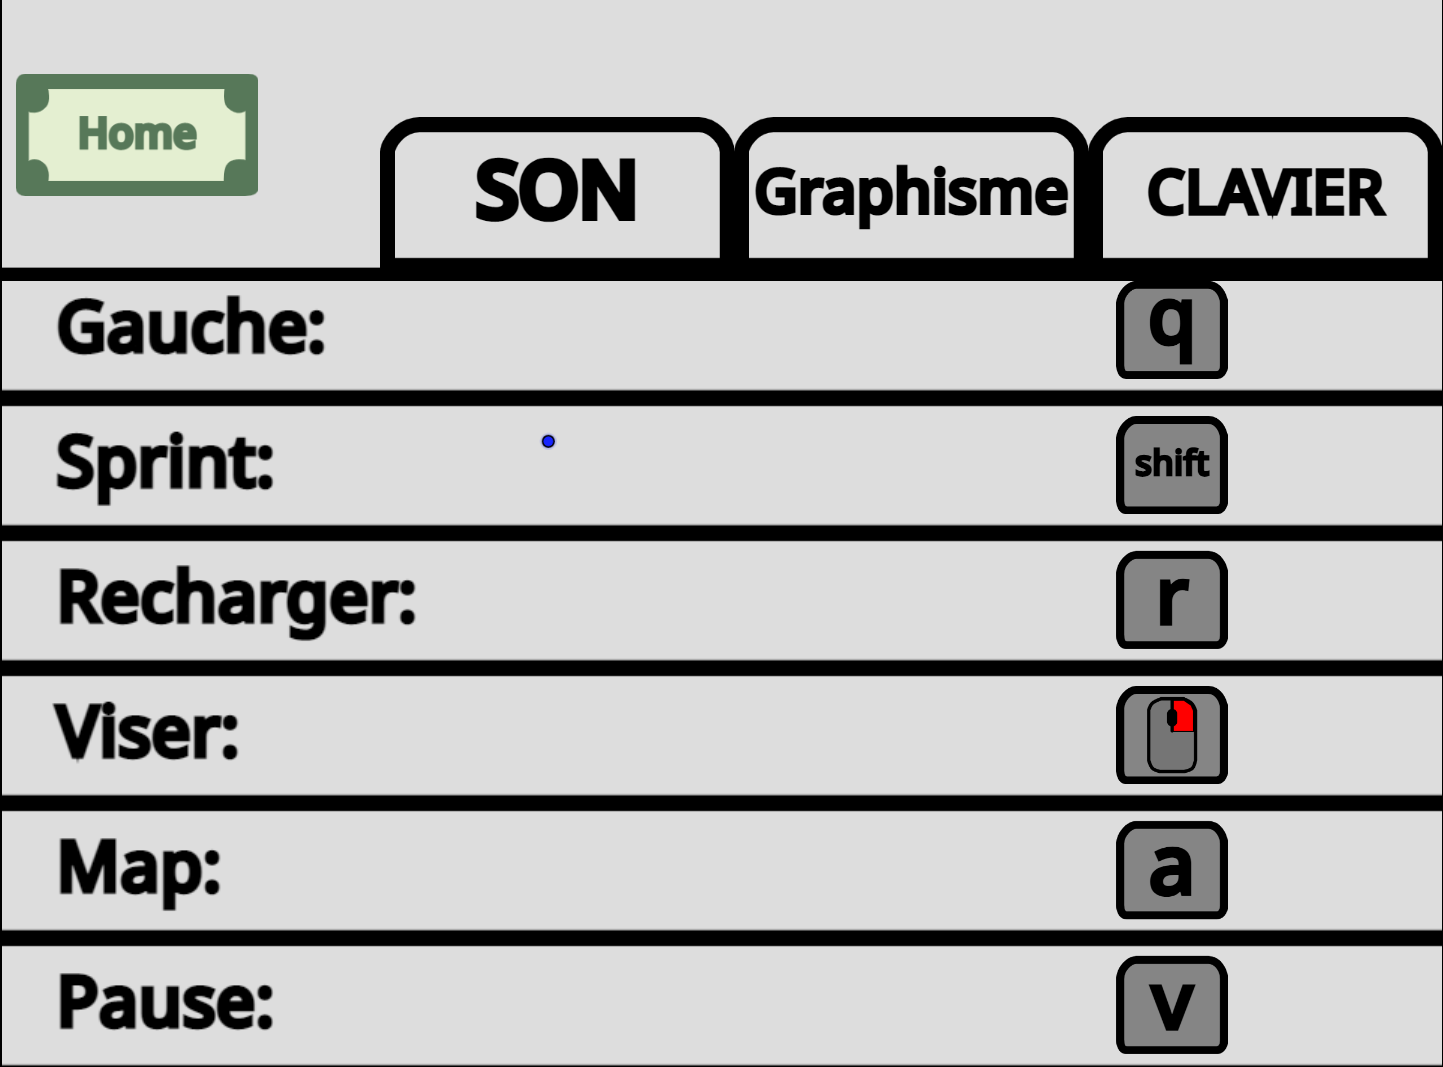 Home
SON
Graphisme
CLAVIER
Gauche: q
Sprint: shift
Recharger: r
Viser:
Map: a
Pause: v